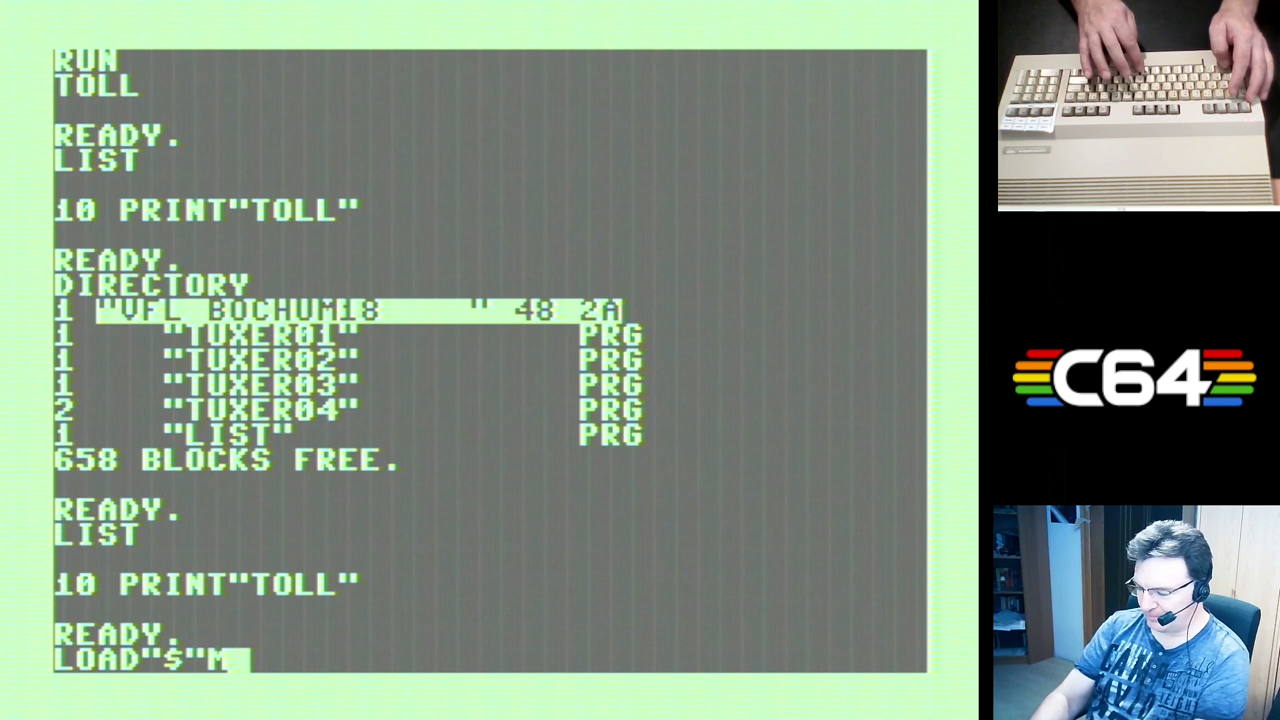 RUN
TOLL
READY.
LIST
10 PRINT"TOLL"
READY.
DIRECTORY
1 "VFL BOCHUM18 " 48 2A
1 "TUXER01" PRG
1 "TUXER02" PRG
1 "TUXER03" PRG
2 "TUXER04" PRG
1 "LIST" PRG
658 BLOCKS FREE.
READY.
LIST
10 PRINT"TOLL"
READY.
LOAD"$"M
C64